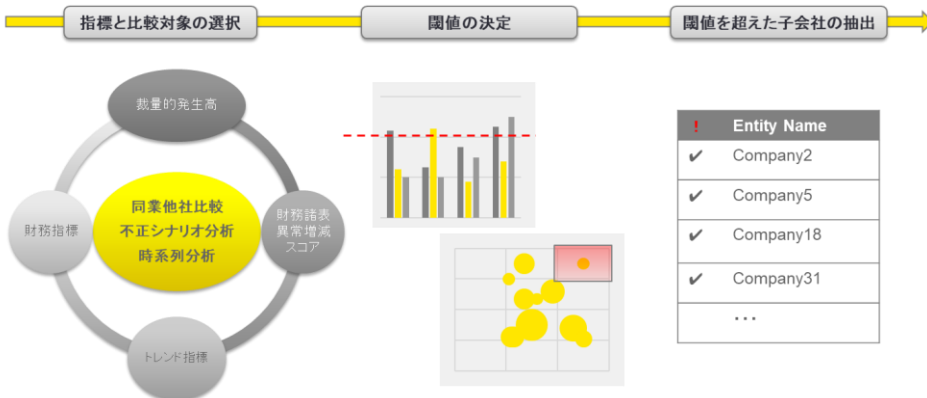 指標と比較対象の選択
閾値の決定
閾値を超えた子会社の抽出
裁量的発生高
財務指標
同業他社比較
不正シナリオ分析
時系列分析
財務諸表
異常増減
スコア
トレンド指標
! Entity Name
✔ Company2
✔ Company5
✔ Company18
✔ Company31
...